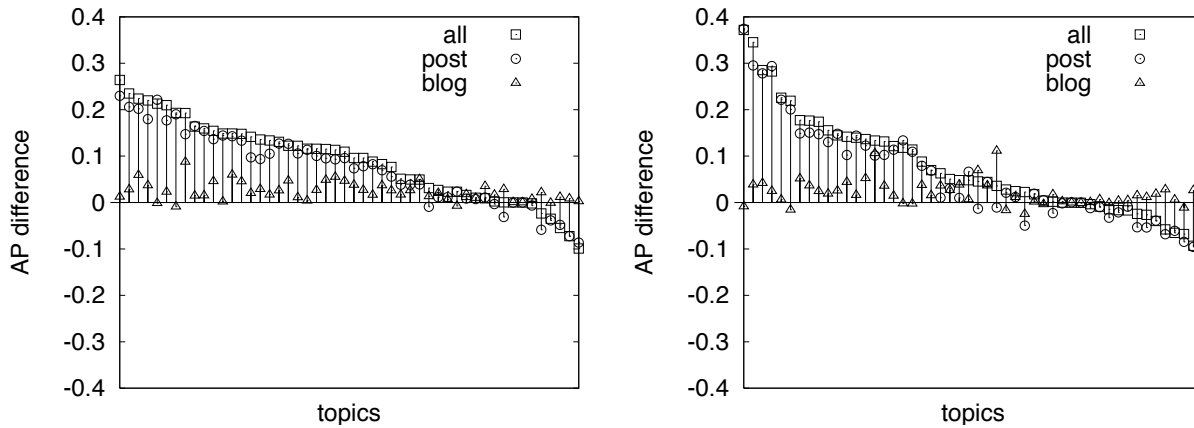 0.4
0.3
0.2
0.1
0
-0.1
-0.2
-0.3
-0.4
AP difference
topics
all
post
blog
0.4
0.3
0.2
0.1
0
-0.1
-0.2
-0.3
-0.4
AP difference
topics
all
post
blog